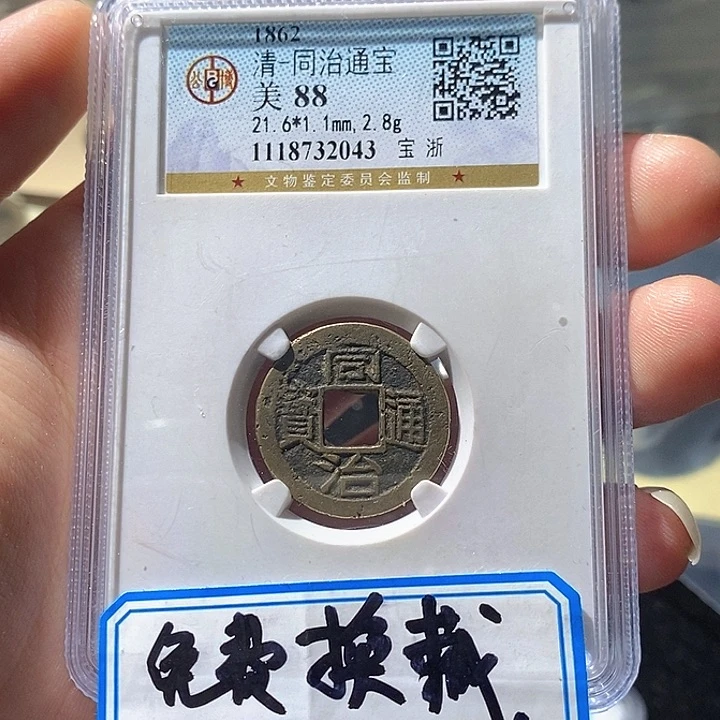 1862
清-同治通宝
美 88
21.6*1.1mm,2.8g
1118732043 宝 浙
★ 文物鉴定委员会监制 ★
同
寶 通
治
免费换藏